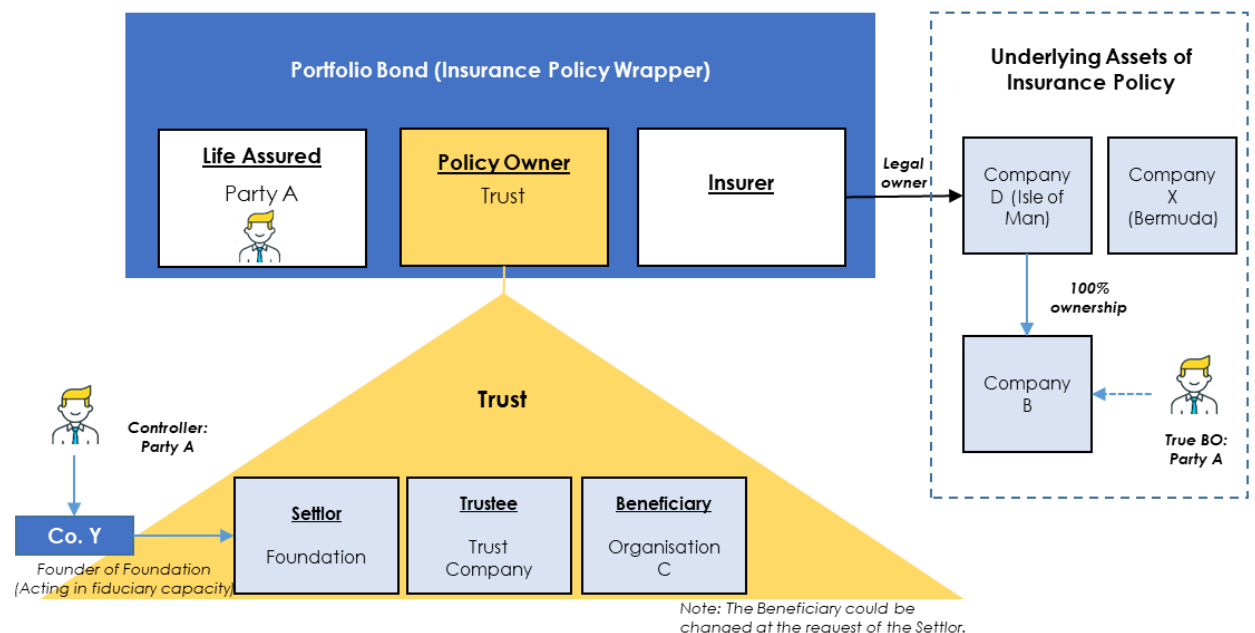 Portfolio Bond (Insurance Policy Wrapper)
Life Assured
Party A
Policy Owner
Trust
Insurer
Legal
owner
Underlying Assets of
Insurance Policy
Company
D (Isle of
Man)
Company
X
(Bermuda)
100%
ownership
Company
B
True BO:
Party A
Trust
Controller:
Party A
Co. Y
Founder of Foundation
(Acting in fiduciary capacity)
Settlor
Foundation
Trustee
Trust
Company
Beneficiary
Organisation
C
Note: The Beneficiary could be
changed at the request of the Settlor.